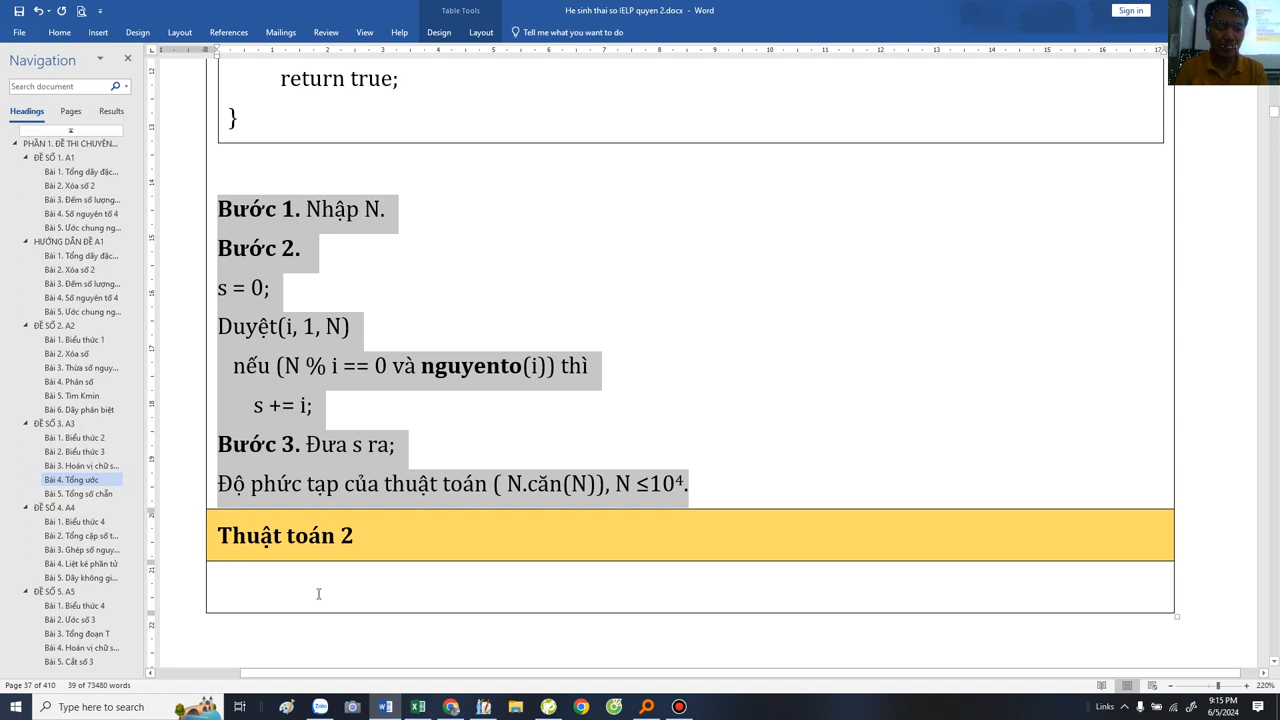 Table Tools
Hè sinh thai so IELP quyen 2.docx - Word
Sign in
File Home Insert Design Layout References Mailings Review View Help Design Layout Tell me what you want to do
Navigation
Search document
Headings Pages Results
PHẦN 1. ĐỀ THI CHUYÊN...
ĐỀ SỐ 1. A1
Bài 1. Tổng dãy đặc...
Bài 2. Xóa số 2
Bài 3. Đếm số lượng...
Bài 4. Số nguyên tố 4
Bài 5. Ước chung ng...
HƯỚNG DẪN ĐỀ A1
Bài 1. Tổng dãy đặc...
Bài 2. Xóa số 2
Bài 3. Đếm số lượng...
Bài 4. Số nguyên tố 4
Bài 5. Ước chung ng...
ĐỀ SỐ 2. A2
Bài 1. Biểu thức 1
Bài 2. Xóa số
Bài 3. Thừa số nguy...
Bài 4. Phân số
Bài 5. Tìm Kmin
Bài 6. Dãy phân biệt
ĐỀ SỐ 3. A3
Bài 1. Biểu thức 2
Bài 2. Biểu thức 3
Bài 3. Hoán vị chữ s...
Bài 4. Tổng ước
Bài 5. Tổng số chẵn
ĐỀ SỐ 4. A4
Bài 1. Biểu thức 4
Bài 2. Tổng cặp số t...
Bài 3. Ghép số nguy...
Bài 4. Liệt kê phần tử
Bài 5. Dãy không gi...
ĐỀ SỐ 5. A5
Bài 1. Biểu thức 4
Bài 2. Ước số 3
Bài 3. Tổng đoạn T
Bài 4. Hoán vị chữ s...
Bài 5. Cắt số 3
return true;
}
Bước 1. Nhập N.
Bước 2.
s = 0;
Duyệt(i, 1, N)
nếu (N % i == 0 và nguyento(i)) thì
s += i;
Bước 3. Đưa s ra;
Độ phức tạp của thuật toán ( N.căn(N)), N ≤10⁴.
Thuật toán 2
Page 37 of 410 39 of 73480 words
220%
Type here to search
Zalo
9:15 PM
6/5/2024